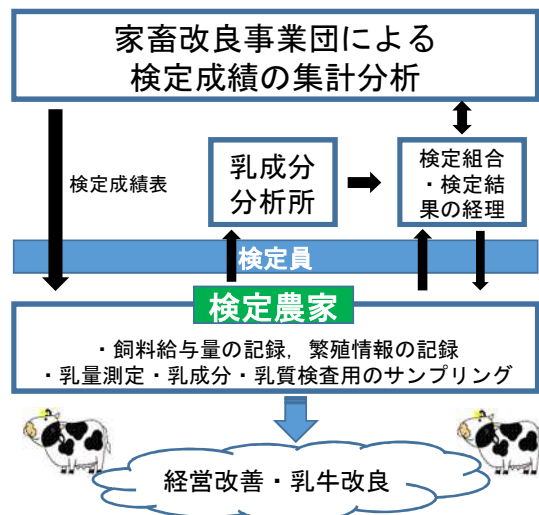 家畜改良事業団による
検定成績の集計分析
検定成績表
乳成分
分析所
検定組合
・検定結
果の経理
検定員
検定農家
・飼料給与量の記録，繁殖情報の記録
・乳量測定・乳成分・乳質検査用のサンプリング
経営改善・乳牛改良